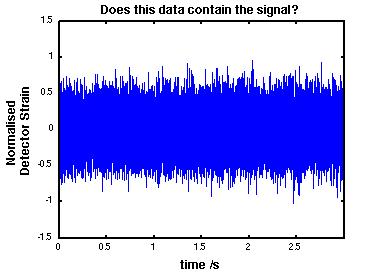 Does this data contain the signal?
1.5
1
0.5
0
-0.5
-1
-1.5
Normalised
Detector Strain
0 0.5 1 1.5 2 2.5
time /s